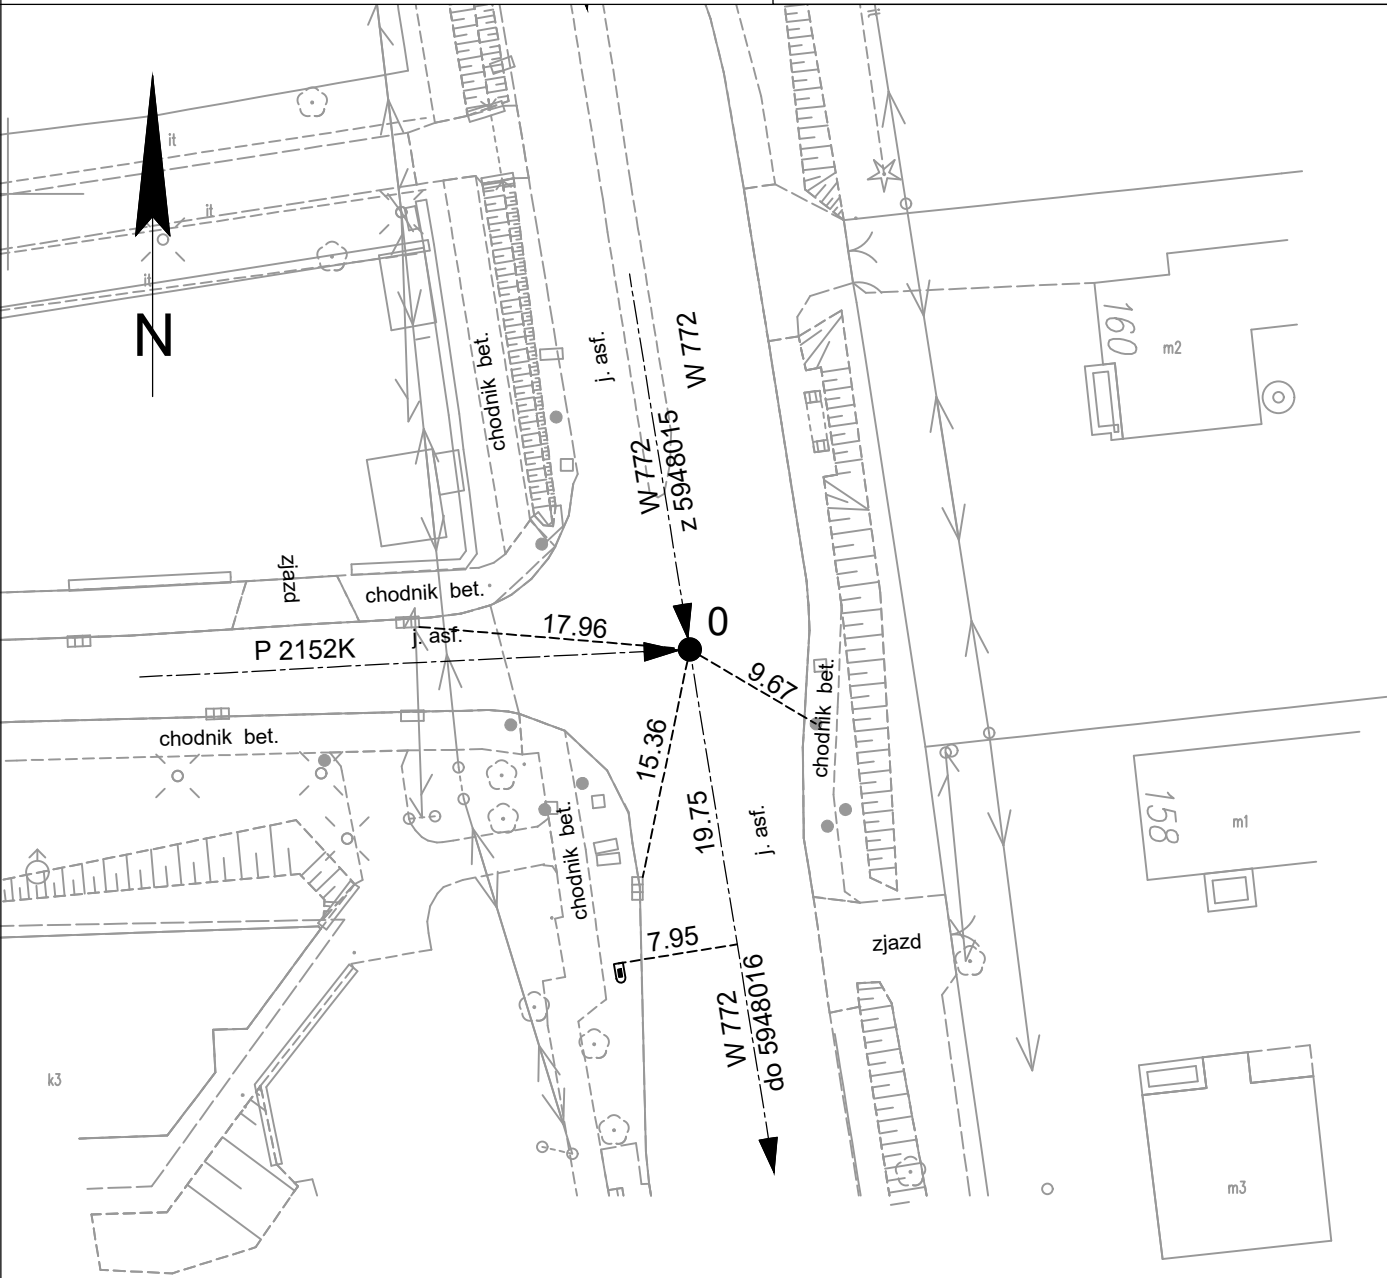 it
it
it
it
N
chodnik bet.
j. asf.
W 772
W 772
z 5948015
160
m2
zjazd
chodnik bet.
j. asf.
17.96
0
P 2152K
9.67
chodnik bet.
chodnik bet.
15.36
19.75
j. asf.
chodnik bet.
158
m1
7.95
zjazd
W 772
do 5948016
k3
m3